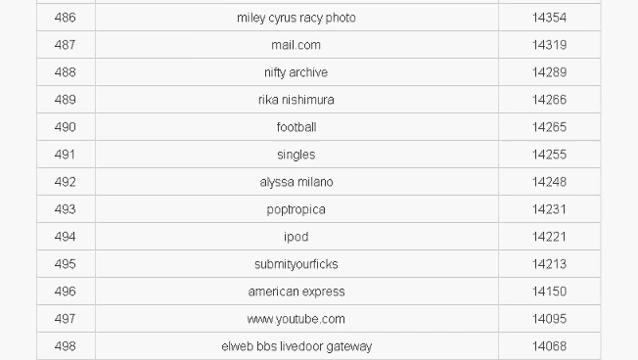 486 miley cyrus racy photo 14354
487 mail.com 14319
488 nifty archive 14289
489 rika nishimura 14266
490 football 14265
491 singles 14255
492 alyssa milano 14248
493 poptropica 14231
494 ipod 14221
495 submityourficks 14213
496 american express 14150
497 www.youtube.com 14095
498 elweb bbs livedoor gateway 14068